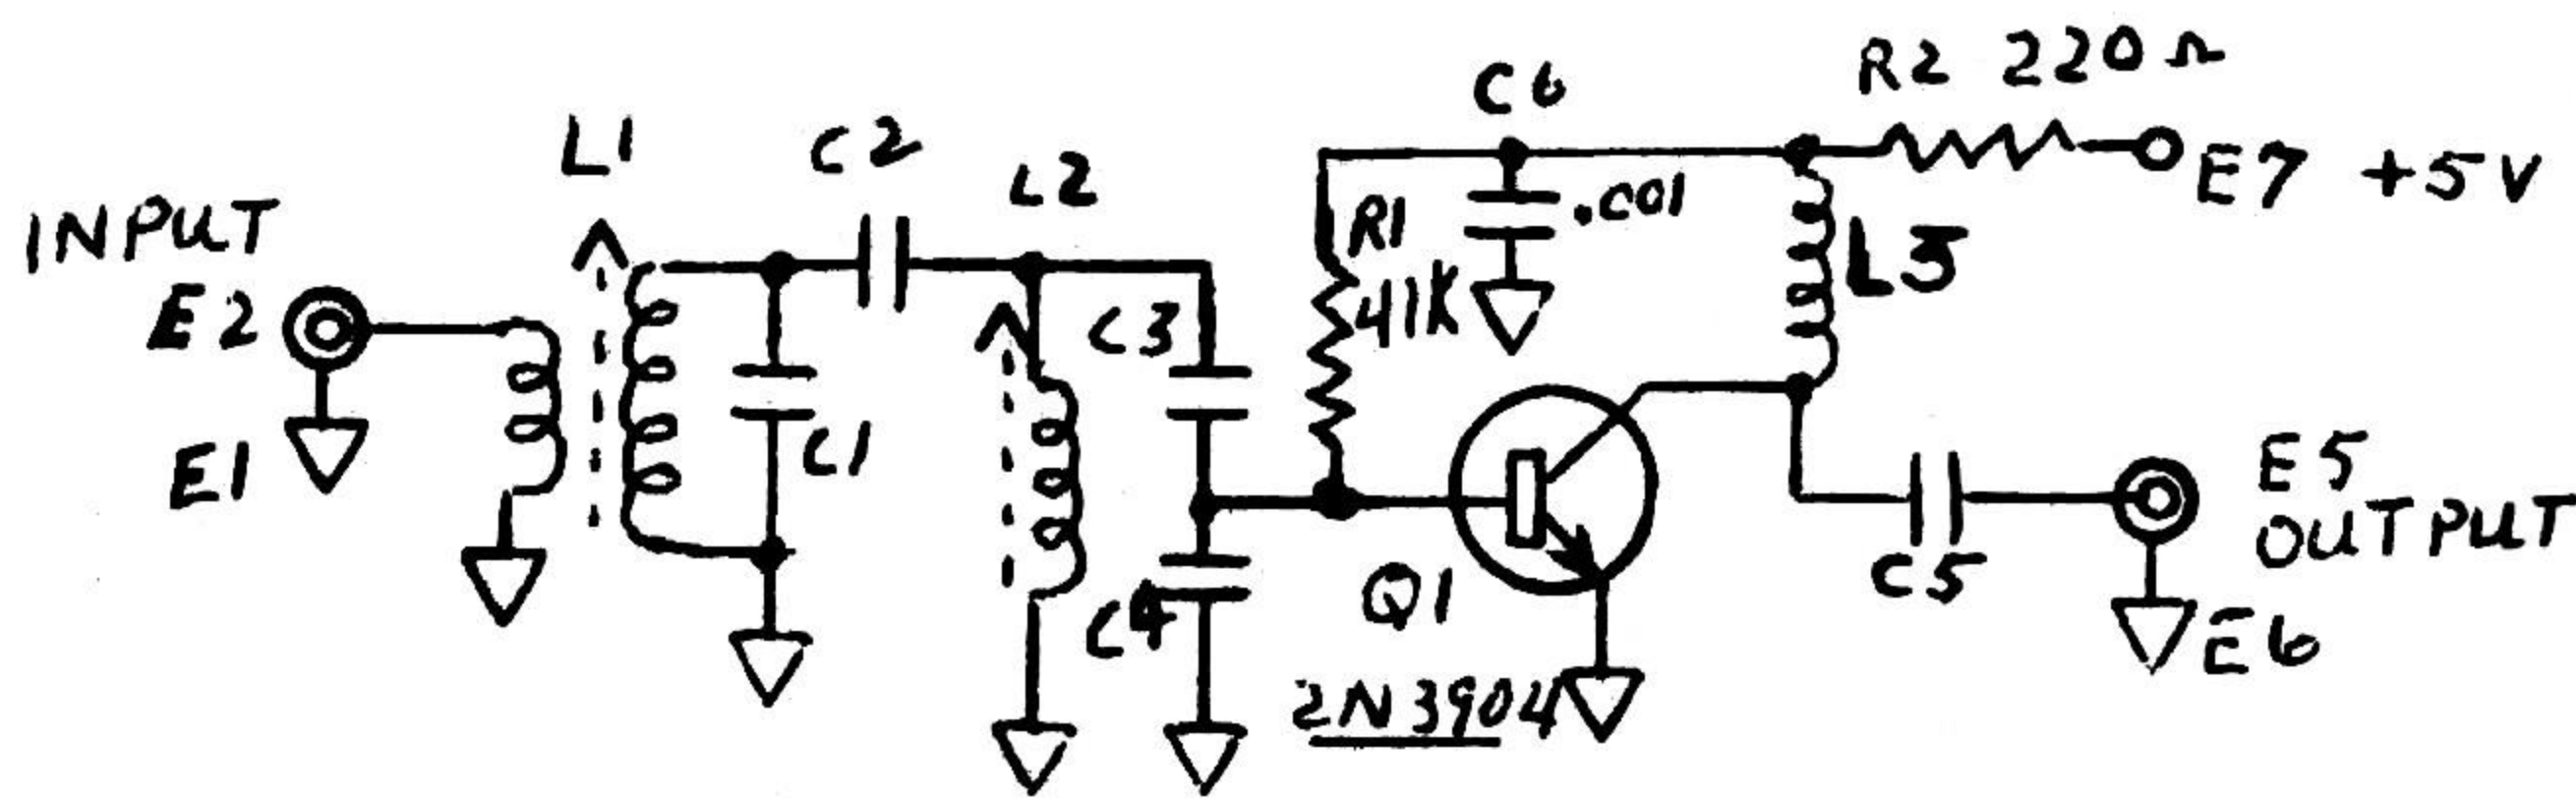 INPUT
E2
E1
L1
C2
L2
C1
C3
C4
R1
41K
C6
.001
R2 220Ω
E7 +5V
L3
Q1
2N3904
C5
E5
OUTPUT
E6